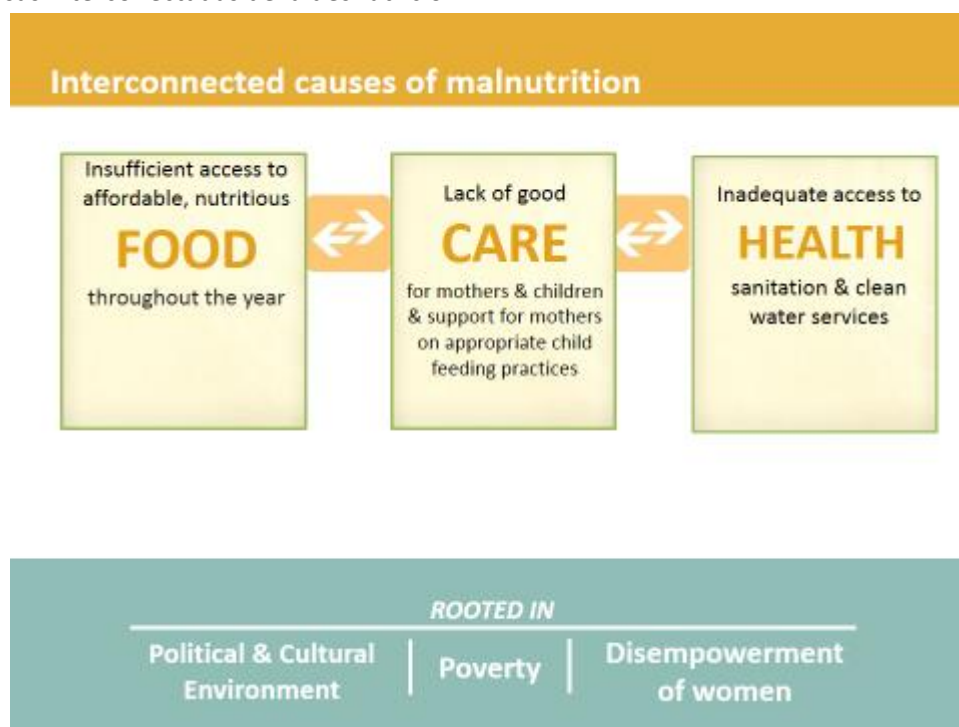 Interconnected causes of malnutrition
Insufficient access to
affordable, nutritious
FOOD
throughout the year
Lack of good
CARE
for mothers & children
& support for mothers
on appropriate child
feeding practices
Inadequate access to
HEALTH
sanitation & clean
water services
ROOTED IN
Political & Cultural
Environment
Poverty
Disempowerment
of women